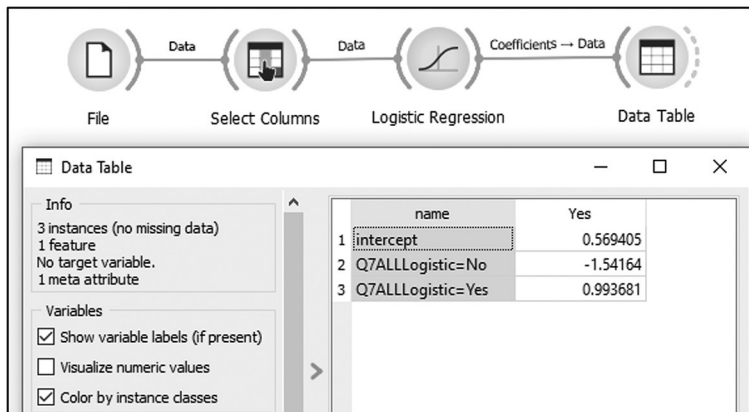 Data
Data
Coefficients → Data
File
Select Columns
Logistic Regression
Data Table
Data Table
Info
3 instances (no missing data)
1 feature
No target variable.
1 meta attribute
Variables
Show variable labels (if present)
Visualize numeric values
Color by instance classes
name Yes
1 intercept 0.569405
2 Q7ALLLogistic=No -1.54164
3 Q7ALLLogistic=Yes 0.993681